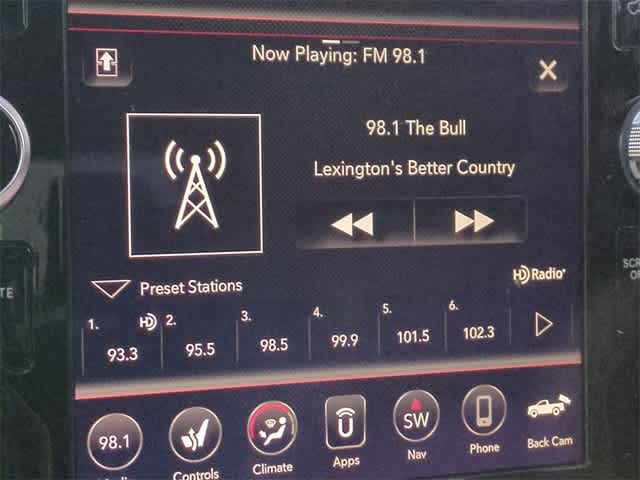 Now Playing: FM 98.1
98.1 The Bull
Lexington's Better Country
Preset Stations
HD Radio
1. HD 2. 3. 4. 5. 6.
93.3 95.5 98.5 99.9 101.5 102.3
98.1 U SW
Controls Climate Apps Nav Phone Back Cam